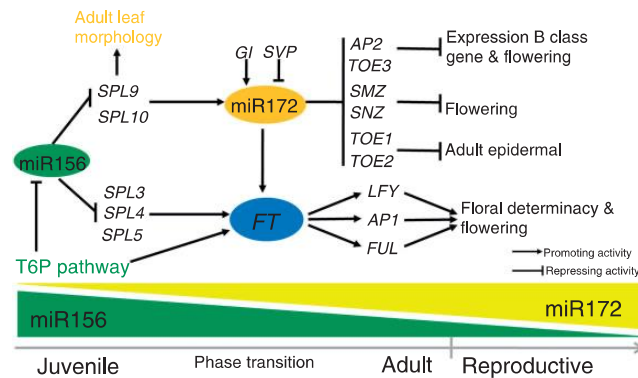 Adult leaf
morphology
GI SVP
AP2
TOE3
Expression B class
gene & flowering
SPL9
SPL10
miR172
SMZ
SNZ
Flowering
TOE1
TOE2
Adult epidermal
miR156
SPL3
SPL4
SPL5
FT
LFY
AP1
FUL
Floral determinacy &
flowering
T6P pathway
Promoting activity
Repressing activity
miR156
miR172
Juvenile Phase transition Adult Reproductive